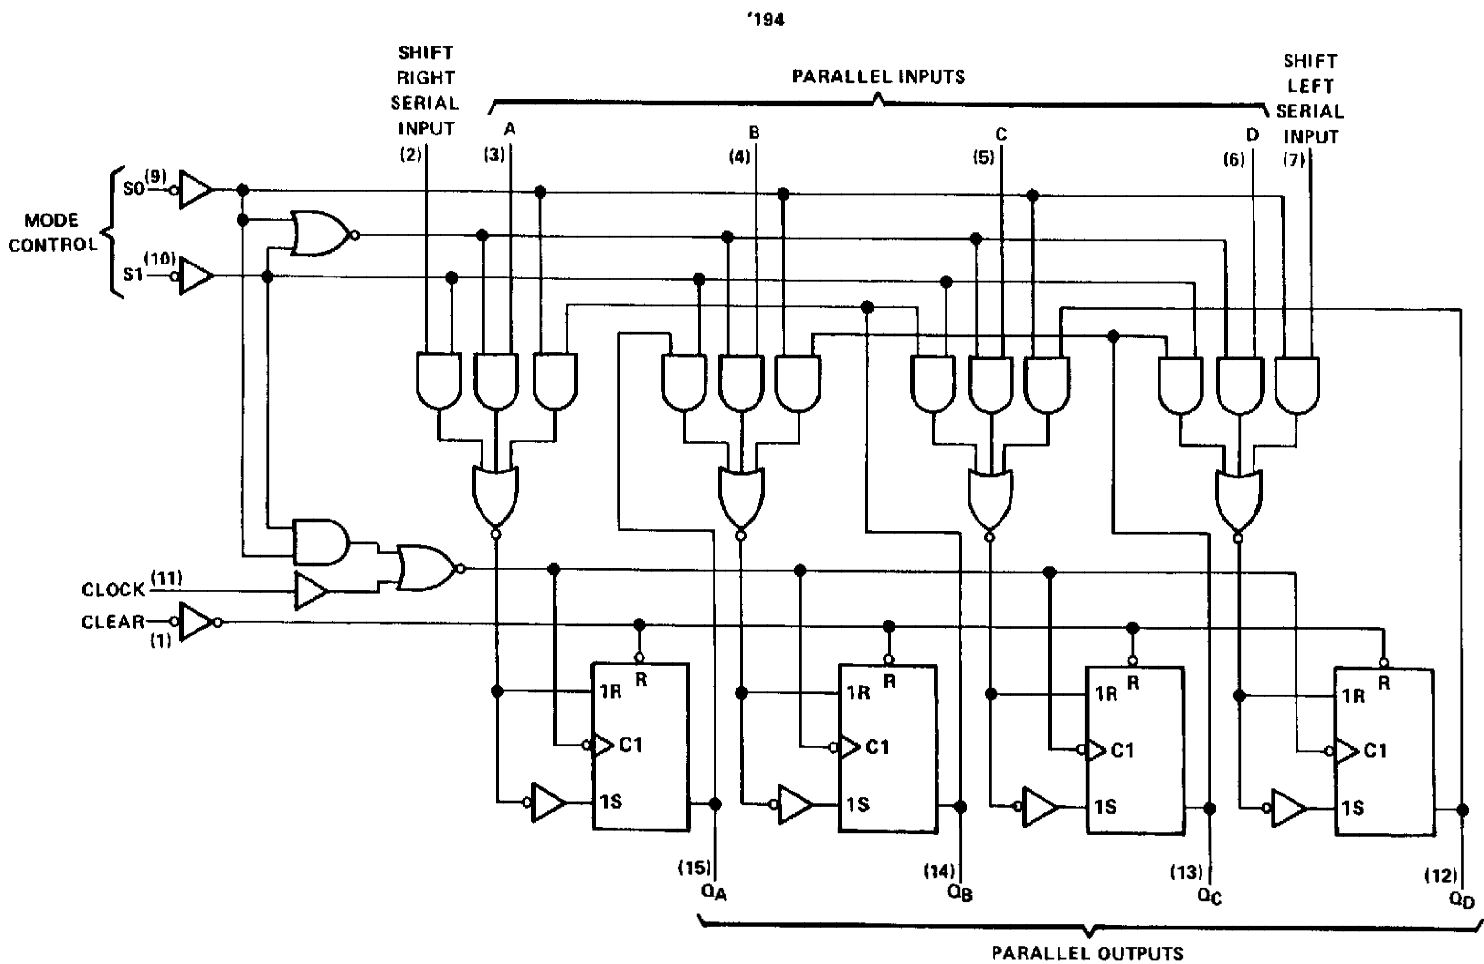 '194
SHIFT
RIGHT
SERIAL
INPUT
PARALLEL INPUTS
SHIFT
LEFT
SERIAL
INPUT
A
B
C
D
(2)
(3)
(4)
(5)
(6)
(7)
MODE
CONTROL
S0
(9)
S1
(10)
CLOCK
(11)
CLEAR
(1)
R
R
R
R
1R
1R
1R
1R
C1
C1
C1
C1
1S
1S
1S
1S
(15)
(14)
(13)
(12)
QA
QB
QC
QD
PARALLEL OUTPUTS